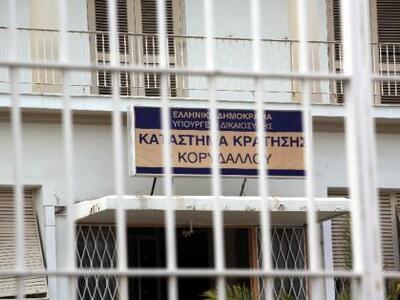 ΕΛΛΗΝΙΚΗ ΔΗΜΟΚΡΑΤΙΑ
ΥΠΟΥΡΓΕΙΟ ΔΙΚΑΙΟΣΥΝΗΣ
ΚΑΤΑΣΤΗΜΑ ΚΡΑΤΗΣΗΣ
ΚΟΡΥΔΑΛΛΟΥ